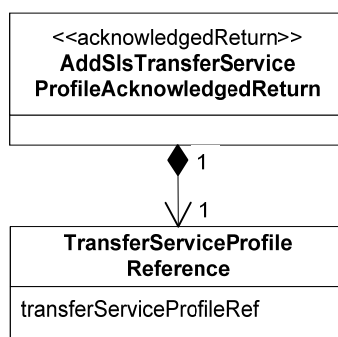 <<acknowledgedReturn>>
AddSlsTransferService
ProfileAcknowledgedReturn
1
1
TransferServiceProfile
Reference
transferServiceProfileRef